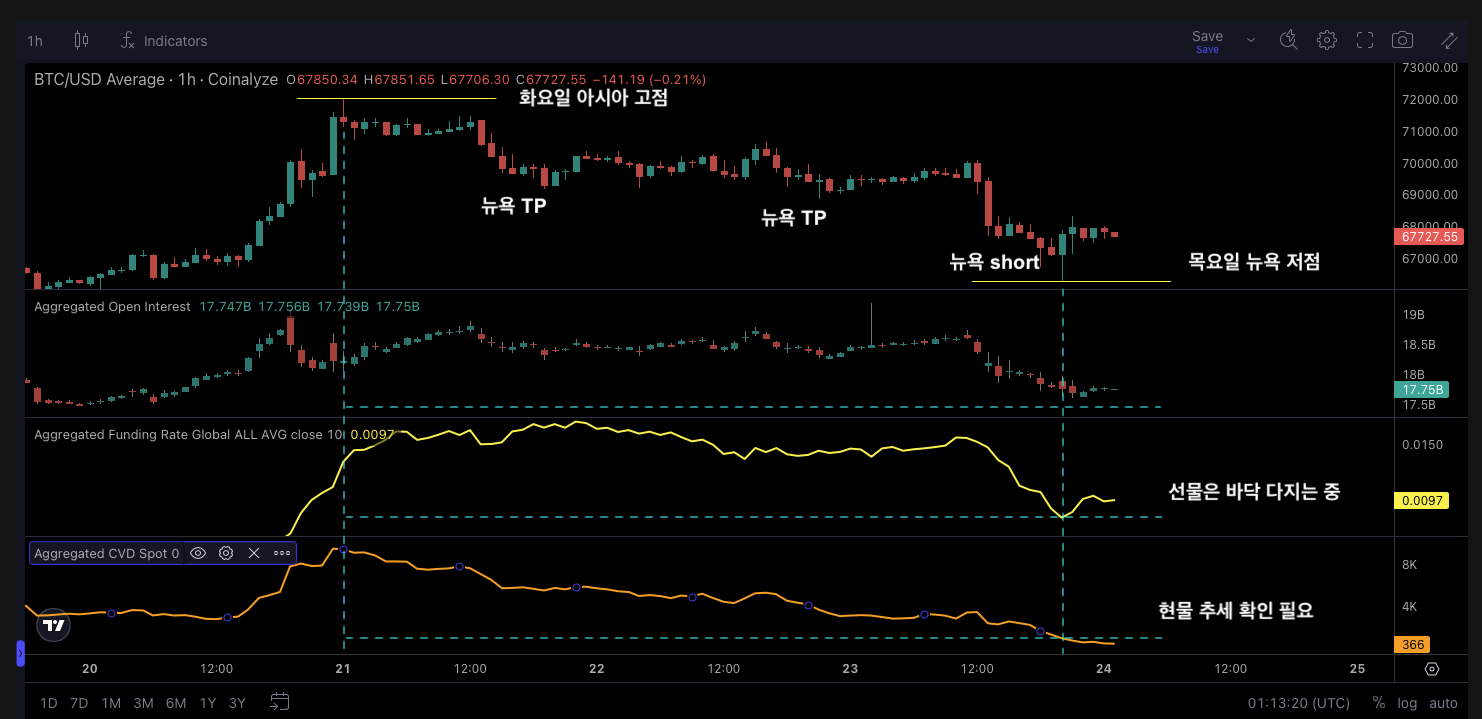 1h Indicators Save
Save
BTC/USD Average · 1h · Coinalyze O67850.34 H67851.65 L67706.30 C67727.55 −141.19 (−0.21%)
화요일 아시아 고점
뉴욕 TP
뉴욕 TP
뉴욕 short
목요일 뉴욕 저점
73000.00
72000.00
71000.00
70000.00
69000.00
68000.00
67727.55
67000.00
Aggregated Open Interest 17.747B 17.756B 17.739B 17.75B
19B
18.5B
18B
17.75B
17.5B
Aggregated Funding Rate Global ALL AVG close 10 0.0097
0.0150
선물은 바닥 다지는 중
0.0097
Aggregated CVD Spot 0
8K
4K
현물 추세 확인 필요
366
20 12:00 21 12:00 22 12:00 23 12:00 24 12:00 25
1D 7D 1M 3M 6M 1Y 3Y 01:13:20 (UTC) % log auto